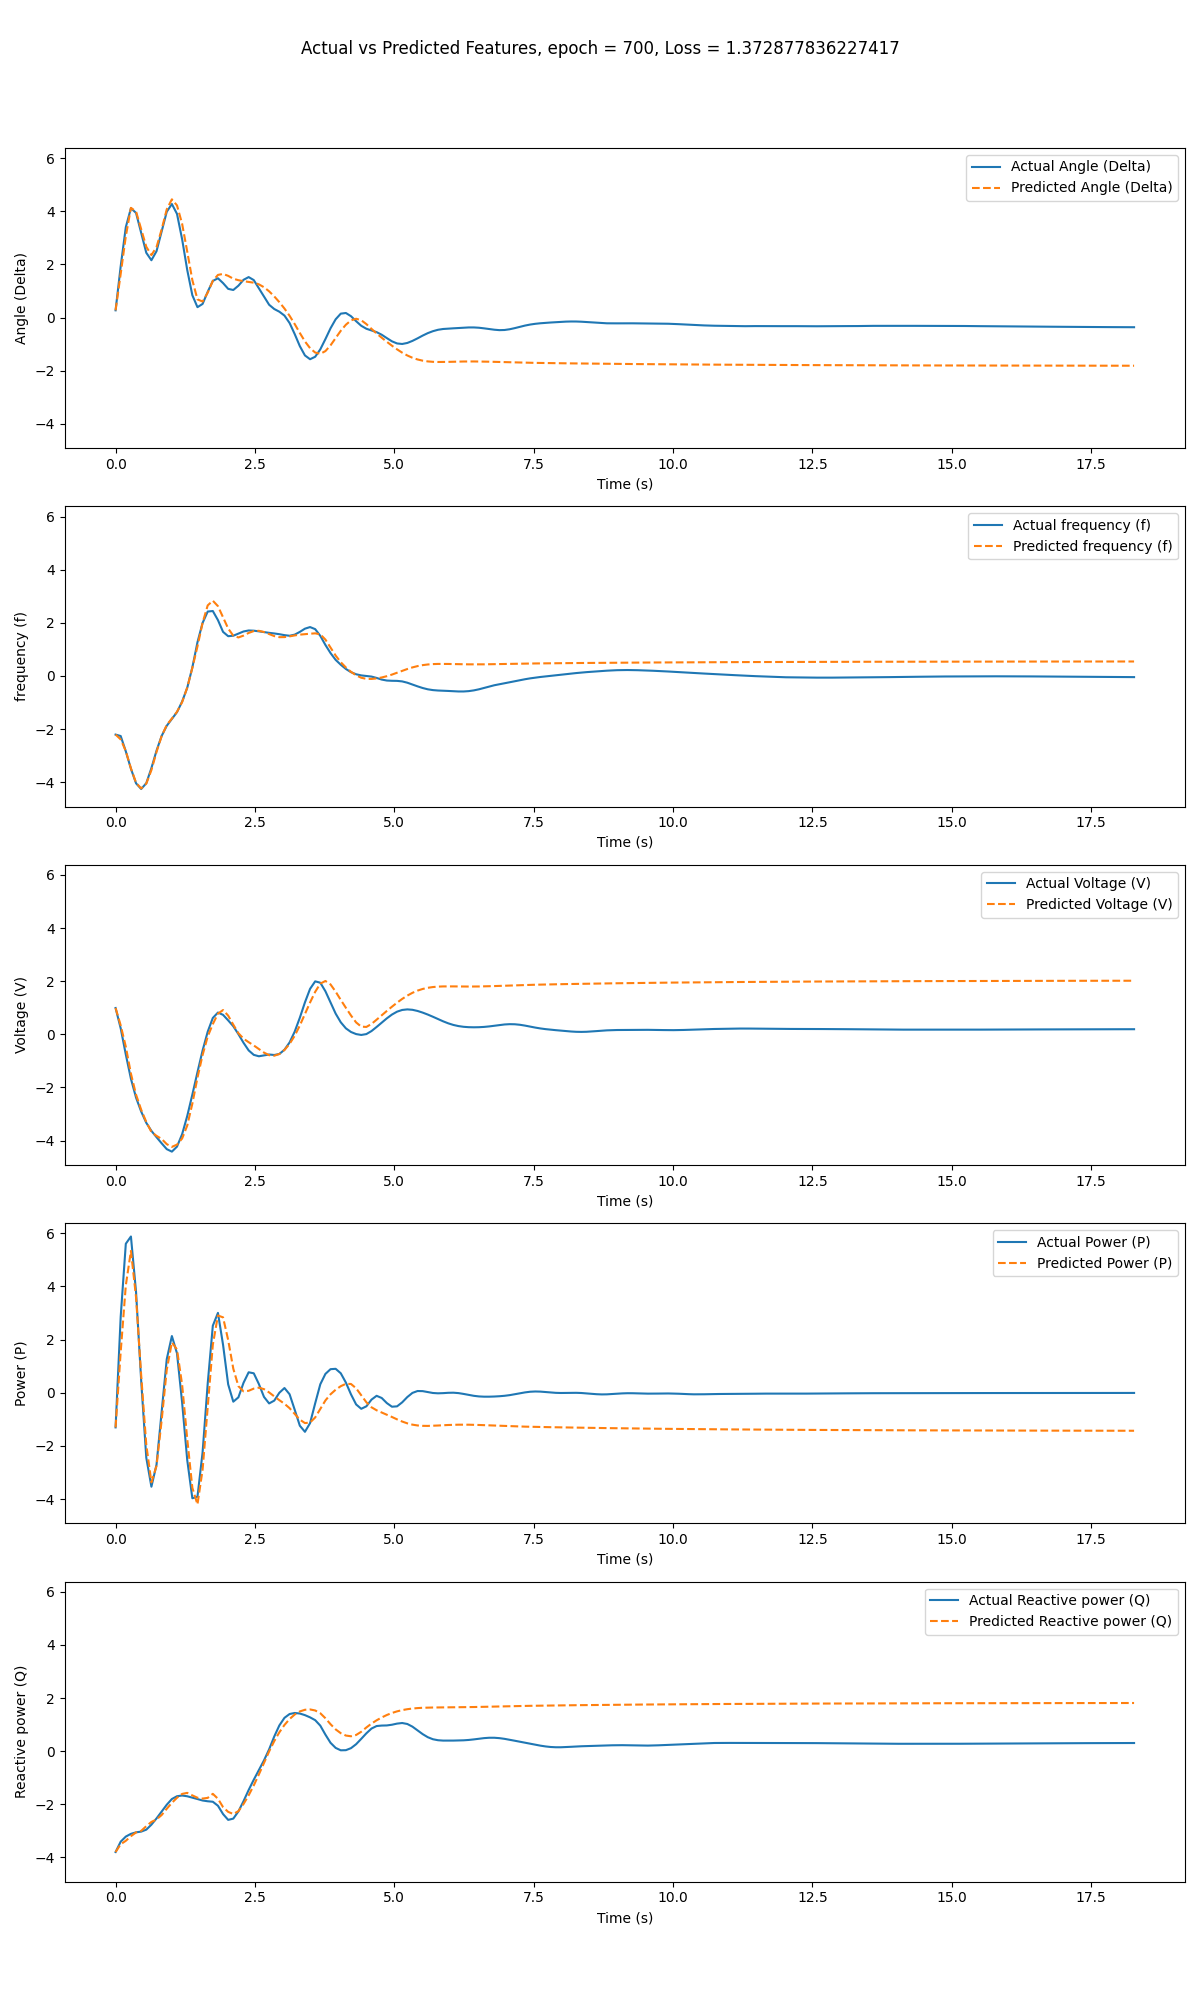 Actual vs Predicted Features, epoch = 700, Loss = 1.372877836227417
Actual Angle (Delta)
Predicted Angle (Delta)
Angle (Delta)
6
4
2
0
−2
−4
0.0 2.5 5.0 7.5 10.0 12.5 15.0 17.5
Time (s)
Actual frequency (f)
Predicted frequency (f)
frequency (f)
6
4
2
0
−2
−4
0.0 2.5 5.0 7.5 10.0 12.5 15.0 17.5
Time (s)
Actual Voltage (V)
Predicted Voltage (V)
Voltage (V)
6
4
2
0
−2
−4
0.0 2.5 5.0 7.5 10.0 12.5 15.0 17.5
Time (s)
Actual Power (P)
Predicted Power (P)
Power (P)
6
4
2
0
−2
−4
0.0 2.5 5.0 7.5 10.0 12.5 15.0 17.5
Time (s)
Actual Reactive power (Q)
Predicted Reactive power (Q)
Reactive power (Q)
6
4
2
0
−2
−4
0.0 2.5 5.0 7.5 10.0 12.5 15.0 17.5
Time (s)